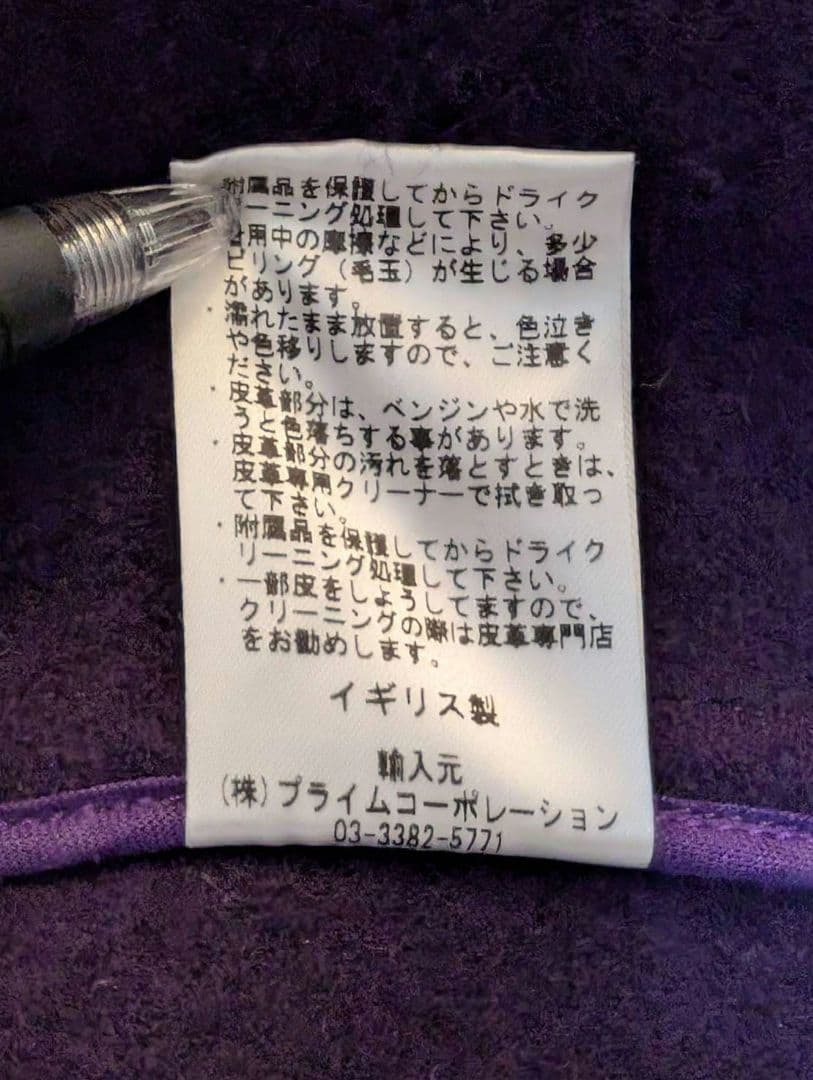 附属品を保護してからドライク
ーニング処理して下さい。
用中の摩擦などにより、多少
ピリング（毛玉）が生じる場合
があります。
・濡れたまま放置すると、色泣き
や色移りしますので、ご注意く
ださい。
・皮革部分は、ベンジンや水で洗
うと色落ちする事があります。
・皮革部分の汚れを落とすときは、
皮革専用クリーナーで拭き取っ
て下さい。
・附属品を保護してからドライク
リーニング処理して下さい。
・一部皮をしようしてますので、
クリーニングの際は皮革専門店
をお勧めします。
イギリス製
輸入元
(株)プライムコーポレーション
03-3382-5771